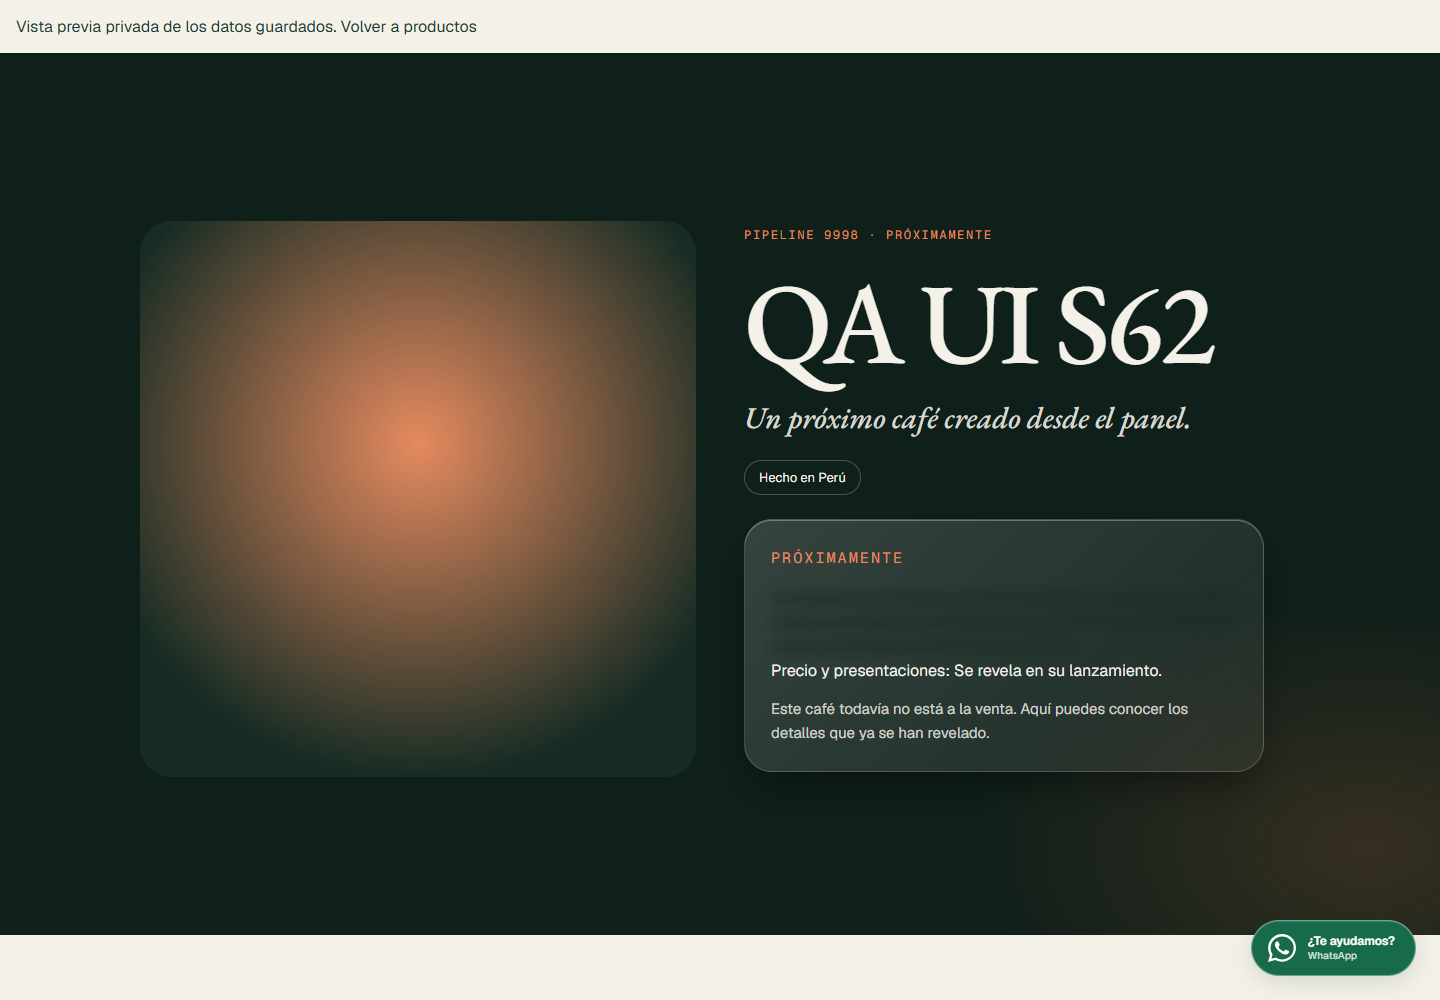 Vista previa privada de los datos guardados. Volver a productos
PIPELINE 9998 · PRÓXIMAMENTE
QA UI S62
Un próximo café creado desde el panel.
Hecho en Perú
PRÓXIMAMENTE
Precio y presentaciones: Se revela en su lanzamiento.
Este café todavía no está a la venta. Aquí puedes conocer los
detalles que ya se han revelado.
¿Te ayudamos?
WhatsApp